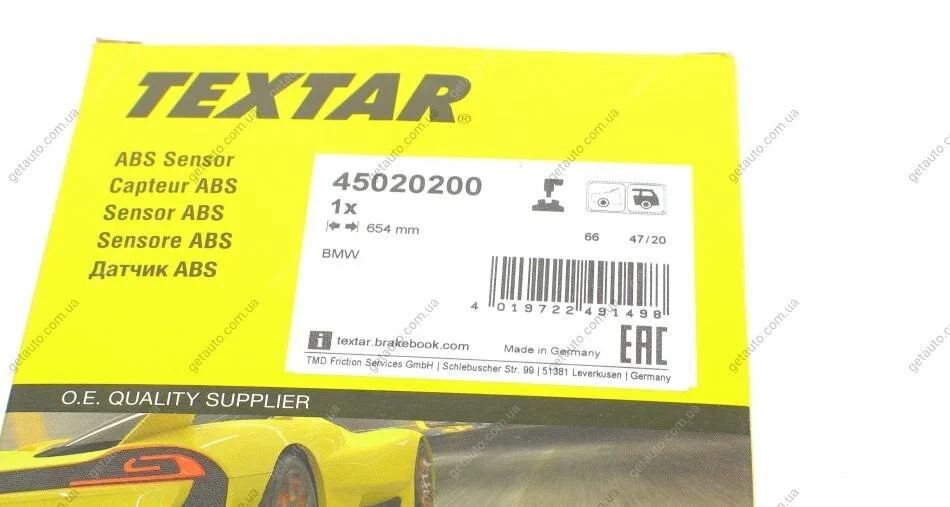 TEXTAR®
ABS Sensor
Capteur ABS
Sensor ABS
Sensore ABS
Датчик ABS
45020200
1x
654 mm
BMW
66 47/20
4 019722 491498
i textar.brakebook.com
Made in Germany
EAC
TMD Friction Services GmbH | Schlebuscher Str. 99 | 51381 Leverkusen | Germany
O.E. QUALITY SUPPLIER
getauto.com.ua